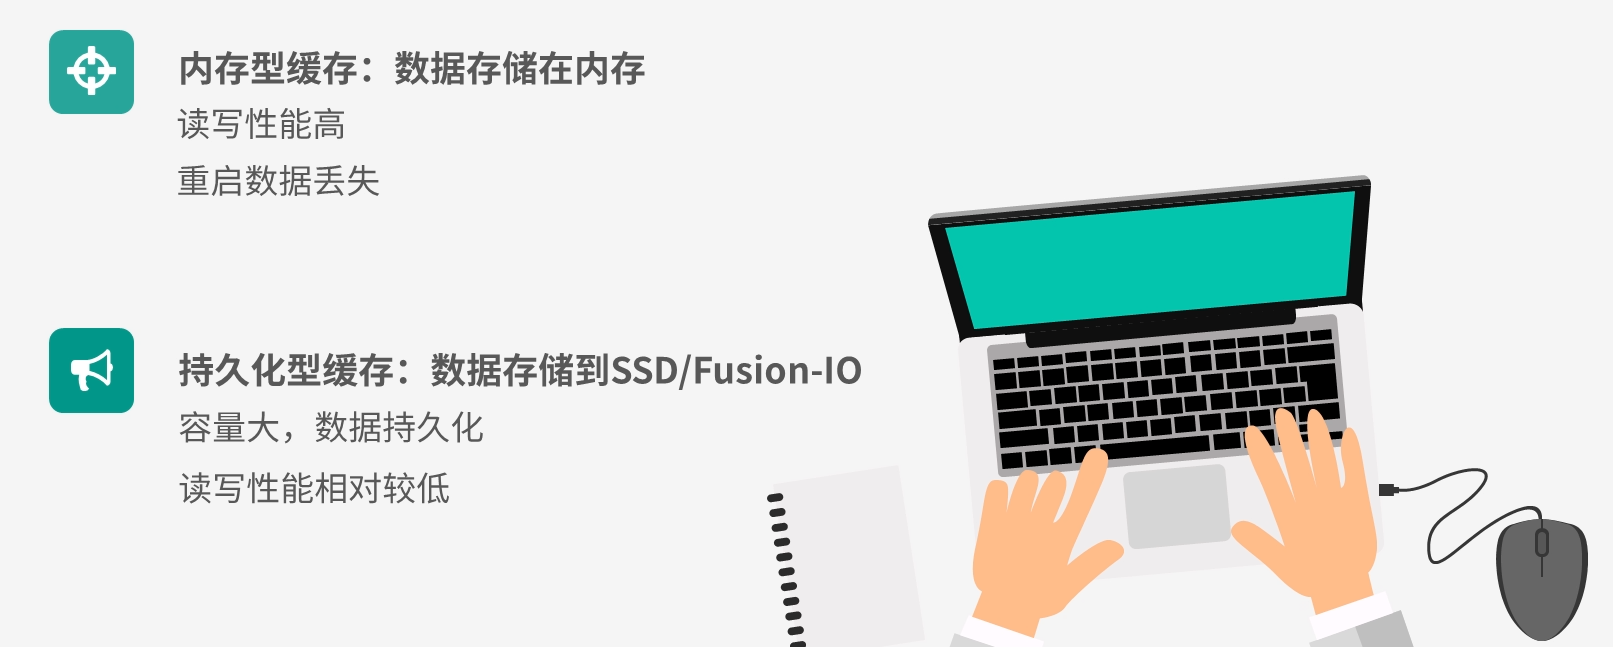 内存型缓存：数据存储在内存
读写性能高
重启数据丢失
持久化型缓存：数据存储到SSD/Fusion-IO
容量大，数据持久化
读写性能相对较低